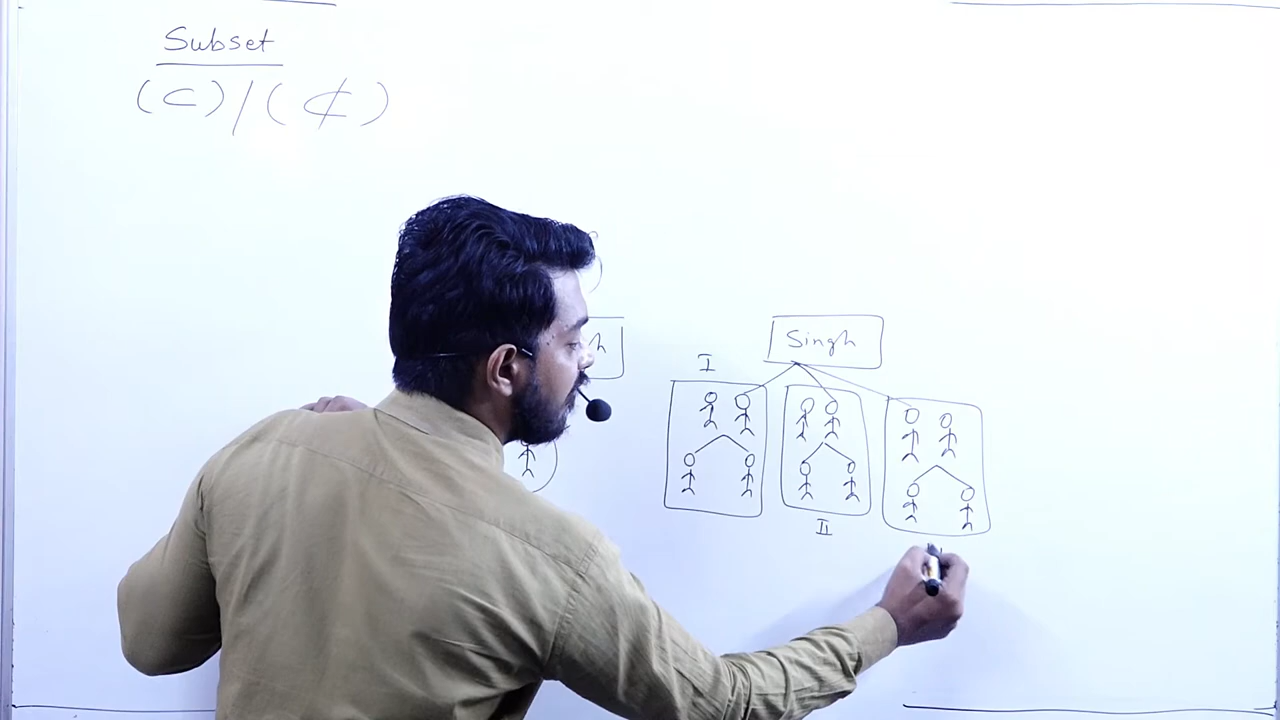 Subset
(⊂) / (⊄)
Singh
I
II